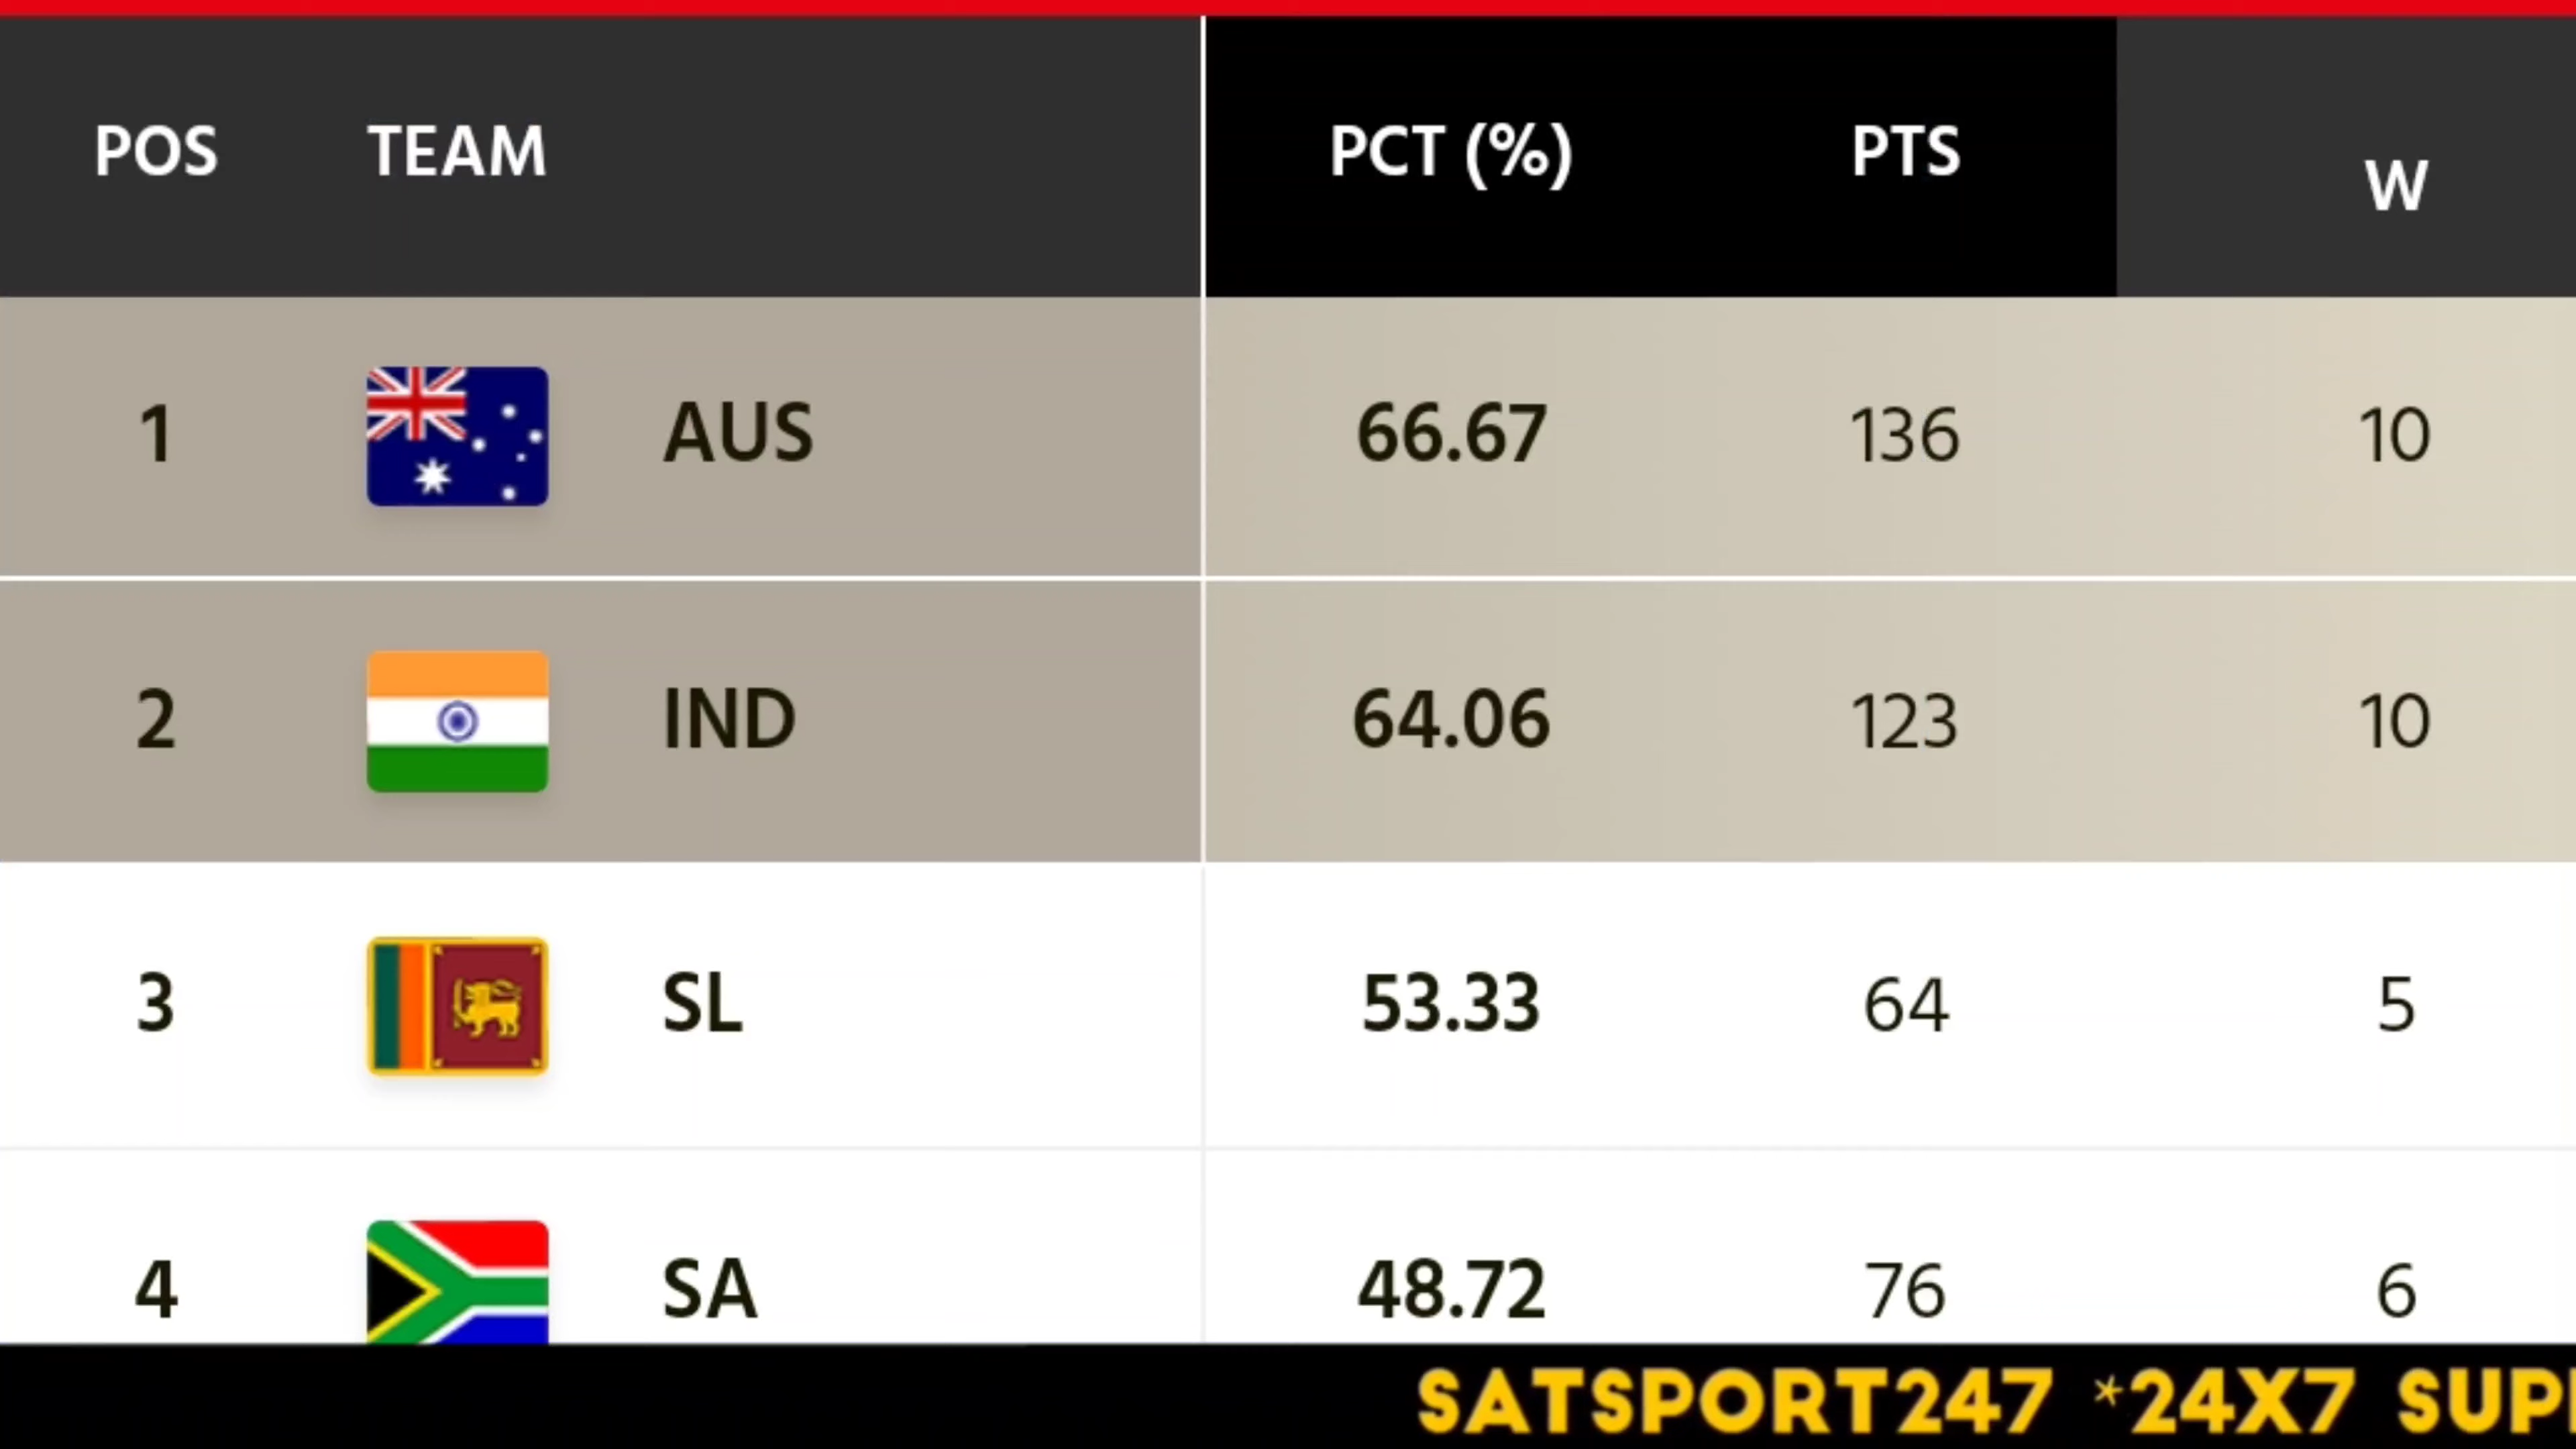 POS TEAM PCT (%) PTS W
1 AUS 66.67 136 10
2 IND 64.06 123 10
3 SL 53.33 64 5
4 SA 48.72 76 6
SATSPORT247 *24X7